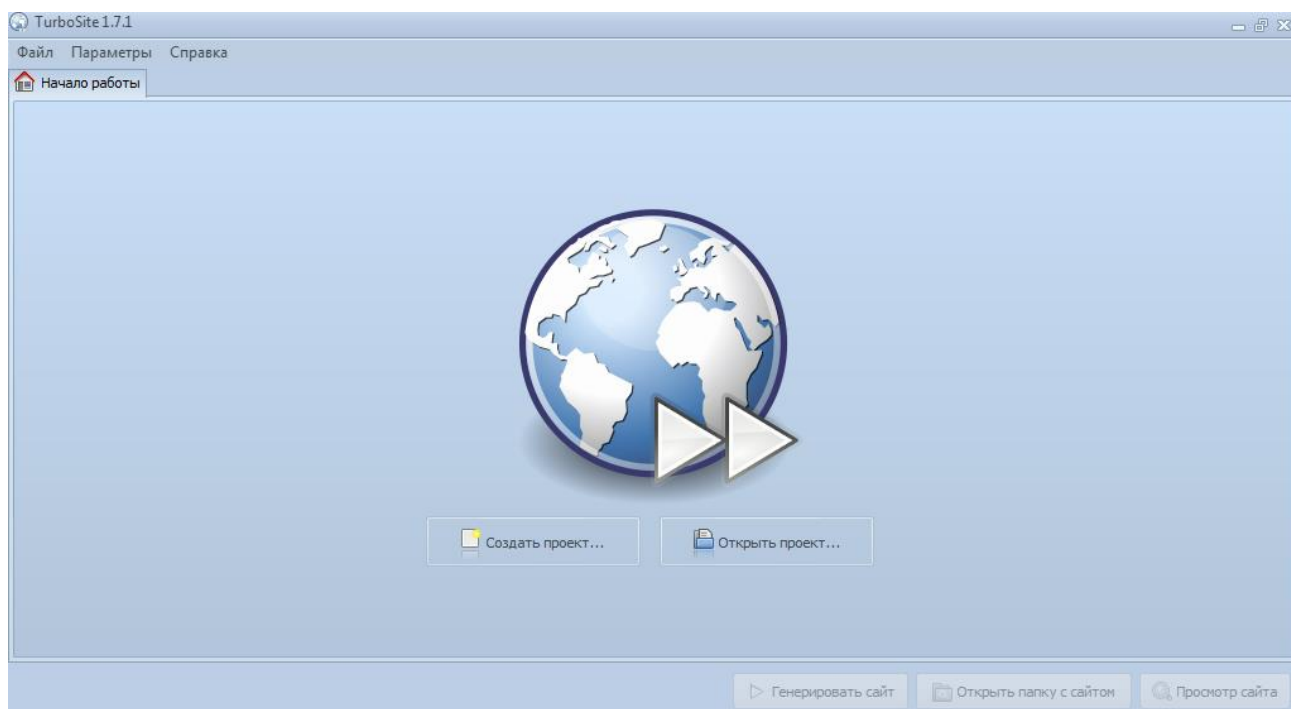 TurboSite 1.7.1
Файл Параметры Справка
Начало работы
Создать проект... Открыть проект...
Генерировать сайт Открыть папку с сайтом Просмотр сайта